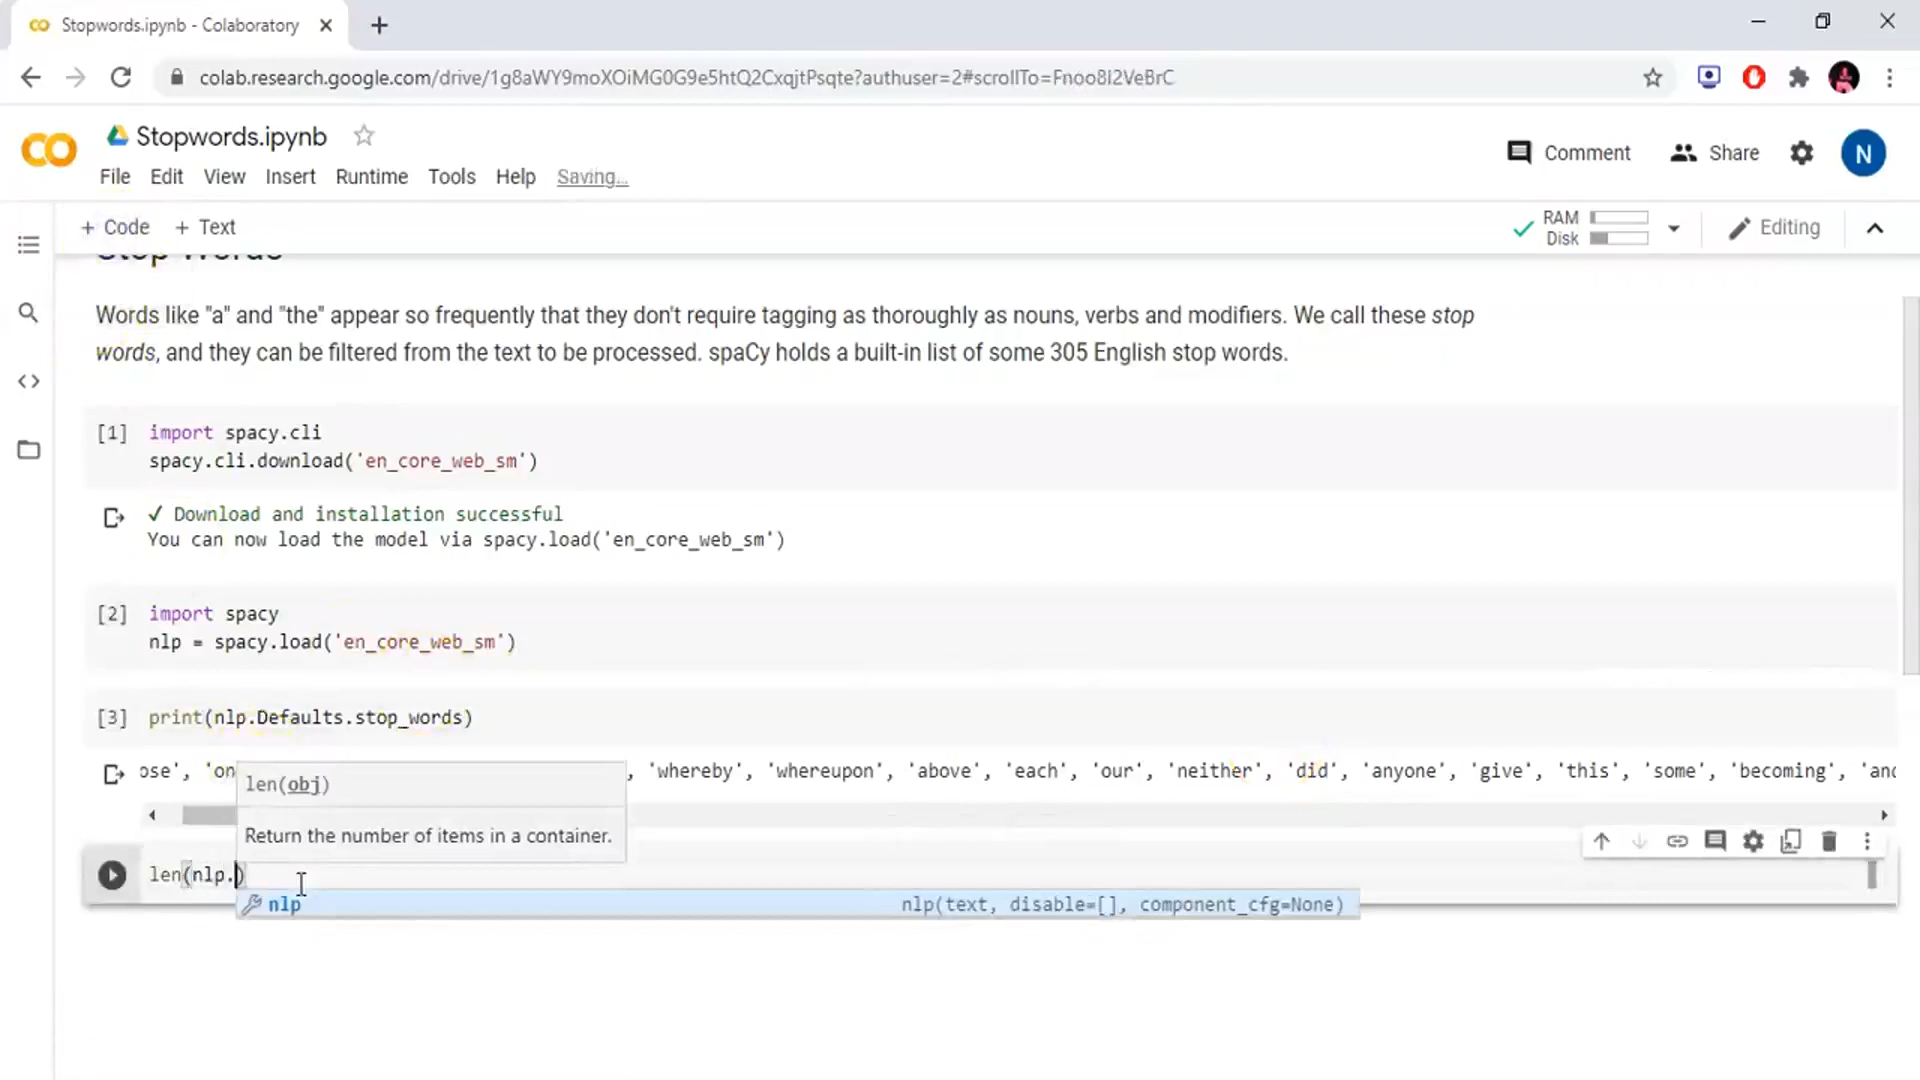 Stopwords.ipynb - Colaboratory
colab.research.google.com/drive/1g8aWY9moXOiMG0G9e5htQ2CxqjtPsqte?authuser=2#scrollTo=Fnoo8I2VeBrC
CO
Stopwords.ipynb
Comment
Share
N
File Edit View Insert Runtime Tools Help Saving...
+ Code + Text
RAM
Disk
Editing
Stop Words
Words like "a" and "the" appear so frequently that they don't require tagging as thoroughly as nouns, verbs and modifiers. We call these stop
words, and they can be filtered from the text to be processed. spaCy holds a built-in list of some 305 English stop words.
[1] import spacy.cli
spacy.cli.download('en_core_web_sm')
✓ Download and installation successful
You can now load the model via spacy.load('en_core_web_sm')
[2] import spacy
nlp = spacy.load('en_core_web_sm')
[3] print(nlp.Defaults.stop_words)
ose', 'on , 'whereby', 'whereupon', 'above', 'each', 'our', 'neither', 'did', 'anyone', 'give', 'this', 'some', 'becoming', 'and
len(obj)
Return the number of items in a container.
len(nlp.)
nlp nlp(text, disable=[], component_cfg=None)